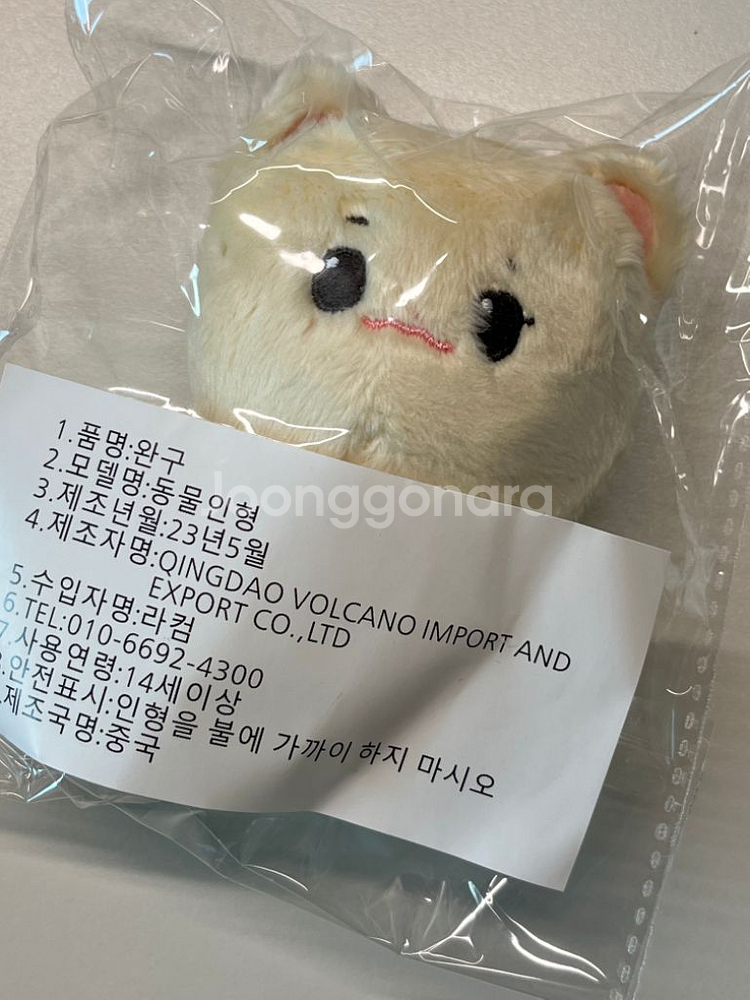 Joonggonara
1.품명:완구
2.모델명:동물인형
3.제조년월:23년5월
4.제조자명:QINGDAO VOLCANO IMPORT AND
EXPORT CO.,LTD
5.수입자명:라컴
6.TEL:010-6692-4300
7.사용연령:14세이상
8.안전표시:인형을 불에 가까이 하지 마시오
.제조국명:중국